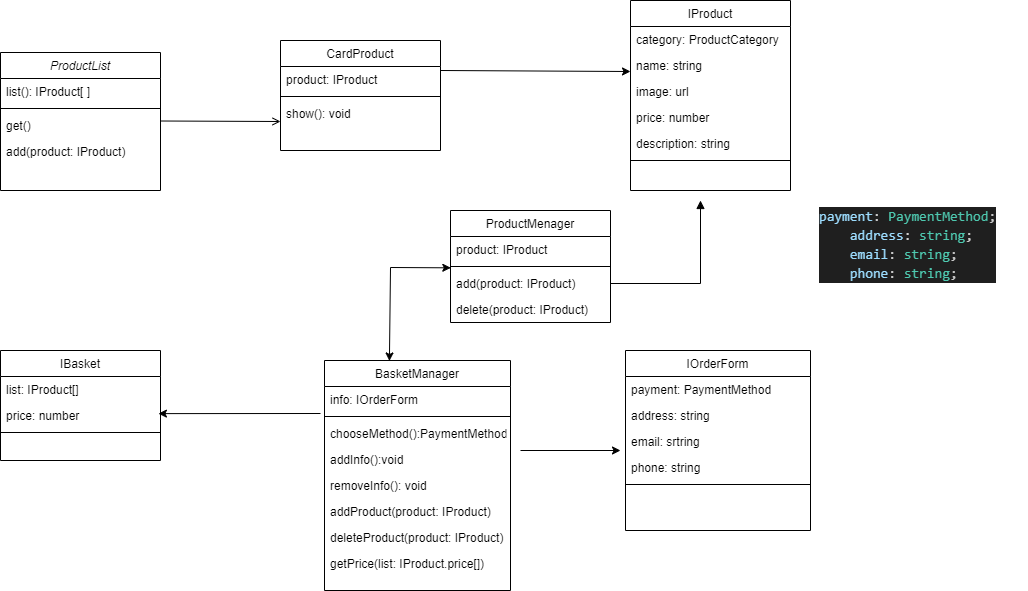 ProductList
list(): IProduct[ ]
get()
add(product: IProduct)
CardProduct
product: IProduct
show(): void
IProduct
category: ProductCategory
name: string
image: url
price: number
description: string
ProductMenager
product: IProduct
add(product: IProduct)
delete(product: IProduct)
payment: PaymentMethod;
address: string;
email: string;
phone: string;
IBasket
list: IProduct[]
price: number
BasketManager
info: IOrderForm
chooseMethod():PaymentMethod
addInfo():void
removeInfo(): void
addProduct(product: IProduct)
deleteProduct(product: IProduct)
getPrice(list: IProduct.price[])
IOrderForm
payment: PaymentMethod
address: string
email: srtring
phone: string